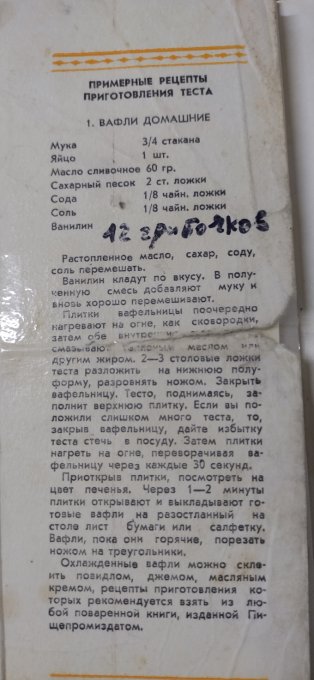 ПРИМЕРНЫЕ РЕЦЕПТЫ
ПРИГОТОВЛЕНИЯ ТЕСТА
1. ВАФЛИ ДОМАШНИЕ
Мука 3/4 стакана
Яйцо 1 шт.
Масло сливочное 60 гр.
Сахарный песок 2 ст. ложки
Сода 1/8 чайн. ложки
Соль 1/8 чайн. ложки
Ванилин 12 грибочков
Растопленное масло, сахар, соду,
соль перемешать.
Ванилин кладут по вкусу. В полу-
ченную смесь добавляют муку и
вновь хорошо перемешивают.
Плитки вафельницы поочередно
нагревают на огне, как сковородки,
затем обе
смазывают маслом или
другим жиром. 2—3 столовые ложки
теста разложить на нижнюю полу-
форму, разровнять ножом. Закрыть
вафельницу. Тесто, поднимаясь, за-
полнит верхнюю плитку. Если вы по-
ложили слишком много теста, то,
закрыв вафельницу, дайте избытку
теста стечь в посуду. Затем плитки
нагреть на огне, переворачивая ва-
фельницу через каждые 30 секунд.
Приоткрыв плитки, посмотреть на
цвет печенья. Через 1—2 минуты
плитки открывают и выкладывают го-
товые вафли на разостланный на
столе лист бумаги или салфетку.
Вафли, пока они горячие, порезать
ножом на треугольники.
Охлажденные вафли можно скле-
ить повидлом, джемом, масляным
кремом, рецепты приготовления ко-
торых рекомендуется взять из лю-
бой поваренной книги, изданной Пи-
щепромиздатом.